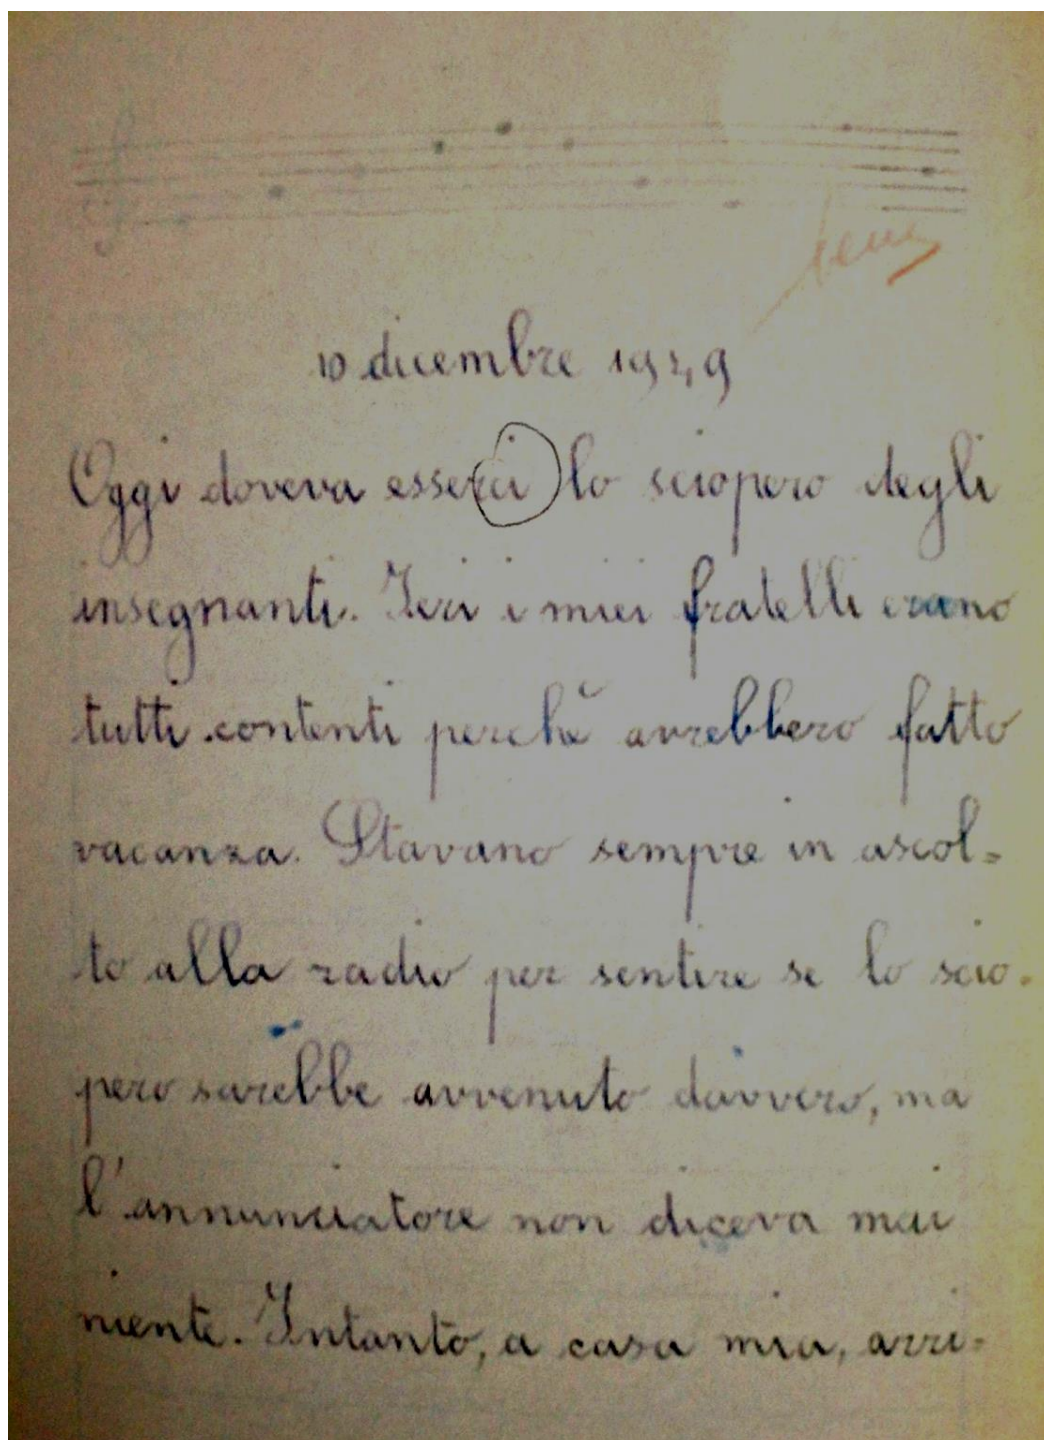 10 dicembre 1949
Oggi doveva esserci lo sciopero degli
insegnanti. Ieri i miei fratelli erano
tutti contenti perchè avrebbero fatto
vacanza. Stavano sempre in ascol=
to alla radio per sentire se lo scio=
pero sarebbe avvenuto davvero, ma
l'annunciatore non diceva mai
niente. Intanto, a casa mia, arri=